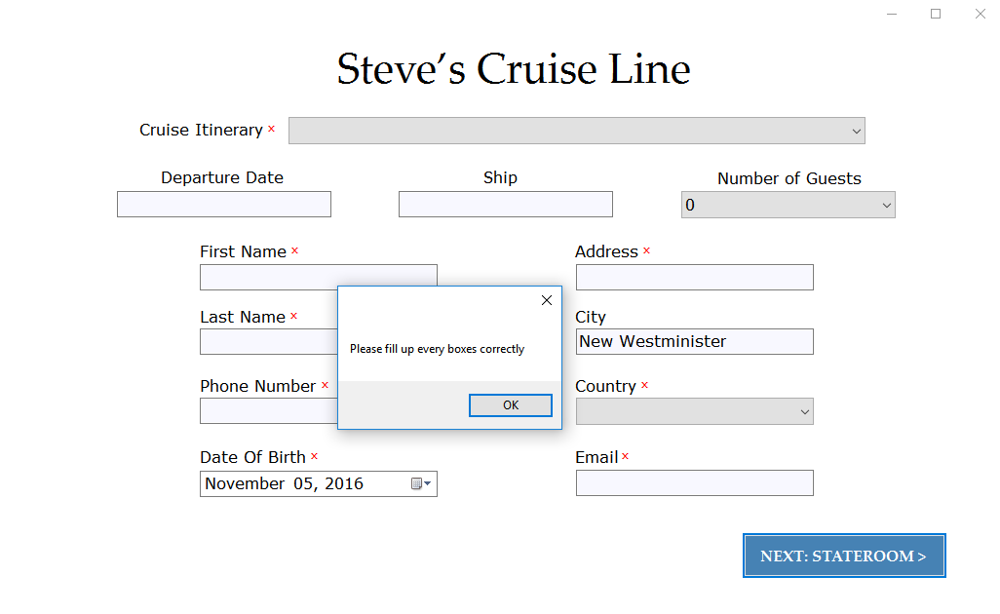 Steve's Cruise Line
Cruise Itinerary x
Departure Date
Ship
Number of Guests
0
First Name x
Address x
Last Name x
City
New Westminister
Please fill up every boxes correctly
OK
Phone Number x
Country x
Date Of Birth x
November 05, 2016
Email x
NEXT: STATEROOM >